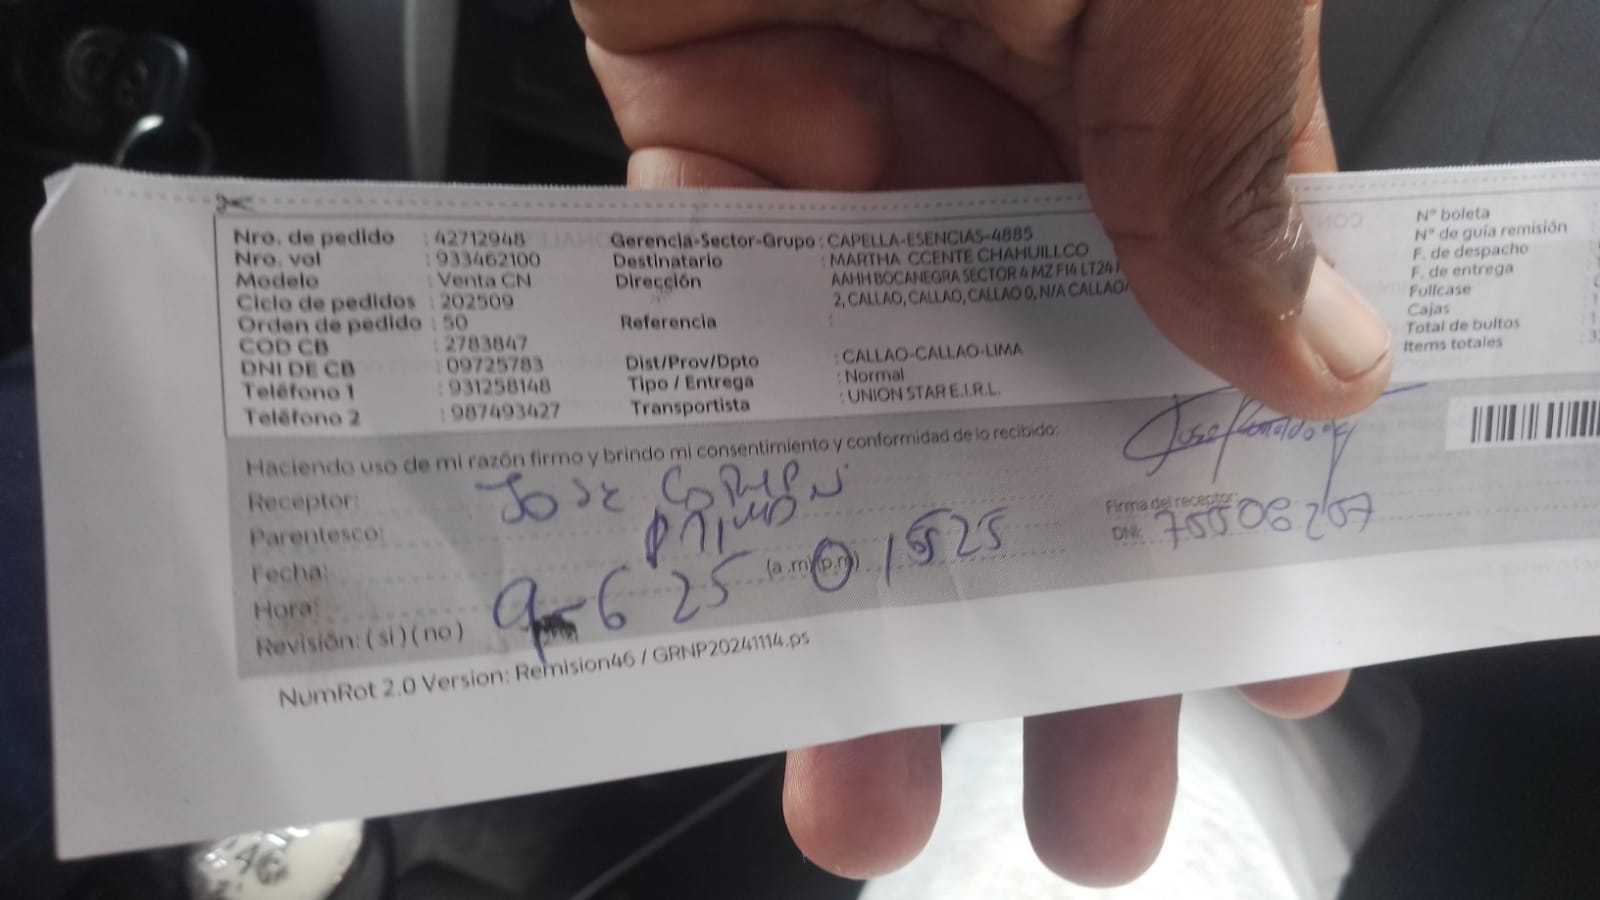 Nro. de pedido : 42712948
Nro. vol : 933462100
Modelo : Venta CN
Ciclo de pedidos : 202509
Orden de pedido : 50
COD CB : 2783847
DNI DE CB : 09725783
Teléfono 1 : 931258148
Teléfono 2 : 987493427
Gerencia-Sector-Grupo : CAPELLA-ESENCIAS-4885
Destinatario : MARTHA CCENTE CHAHUILLCO
Dirección AAHH BOCANEGRA SECTOR 4 MZ F14 LT24
2, CALLAO, CALLAO, CALLAO 0, N/A CALLAO
Referencia :
Dist/Prov/Dpto : CALLAO-CALLAO-LIMA
Tipo / Entrega : Normal
Transportista : UNION STAR E.I.R.L.
N° boleta
N° de guía remisión
F. de despacho
F. de entrega
Fullcase
Cajas
Total de bultos
Items totales
Haciendo uso de mi razón firmo y brindo mi consentimiento y conformidad de lo recibido:
Receptor: JOSE
Parentesco:
Fecha: 9-6 25
Hora: (a.m)(p.m) 1525
Revisión: (si) (no)
Firma del receptor:
DNI: 75506207
NumRot 2.0 Version: Remision46 / GRNP20241114.ps